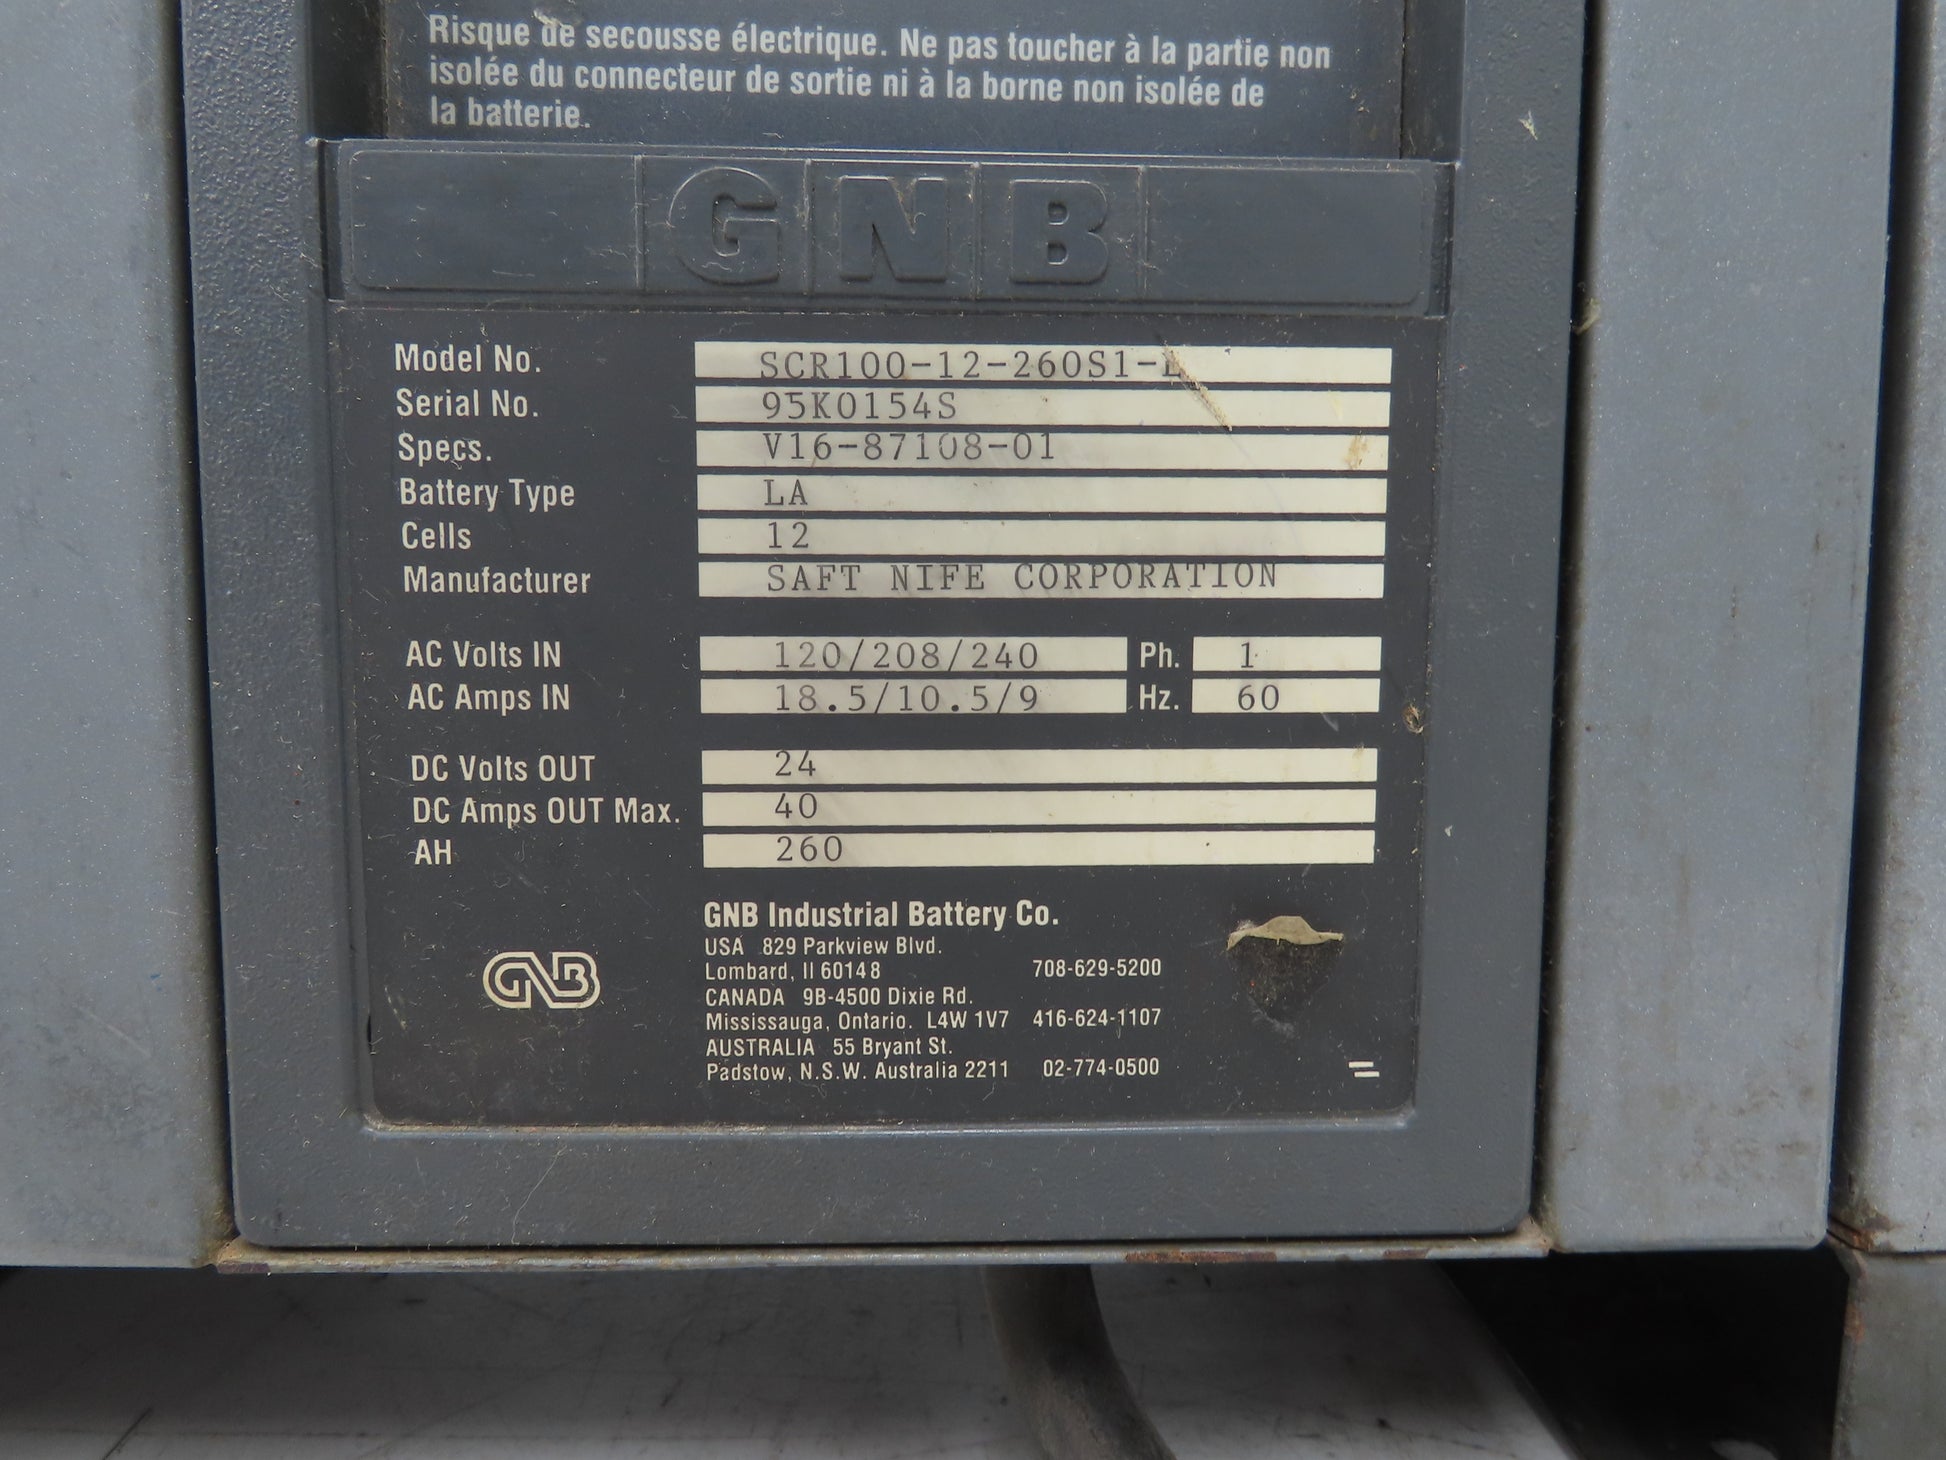 Risque de secousse électrique. Ne pas toucher à la partie non
isolée du connecteur de sortie ni à la borne non isolée de
la batterie.
GNB
Model No. SCR100-12-260S1-
Serial No. 95K0154S
Specs. V16-87108-01
Battery Type LA
Cells 12
Manufacturer SAFT NIFE CORPORATION
AC Volts IN 120/208/240 Ph. 1
AC Amps IN 18.5/10.5/9 Hz. 60
DC Volts OUT 24
DC Amps OUT Max. 40
AH 260
GNB Industrial Battery Co.
USA 829 Parkview Blvd.
Lombard, Il 60148 708-629-5200
CANADA 9B-4500 Dixie Rd.
Mississauga, Ontario. L4W 1V7 416-624-1107
AUSTRALIA 55 Bryant St.
Padstow, N.S.W. Australia 2211 02-774-0500
GNB